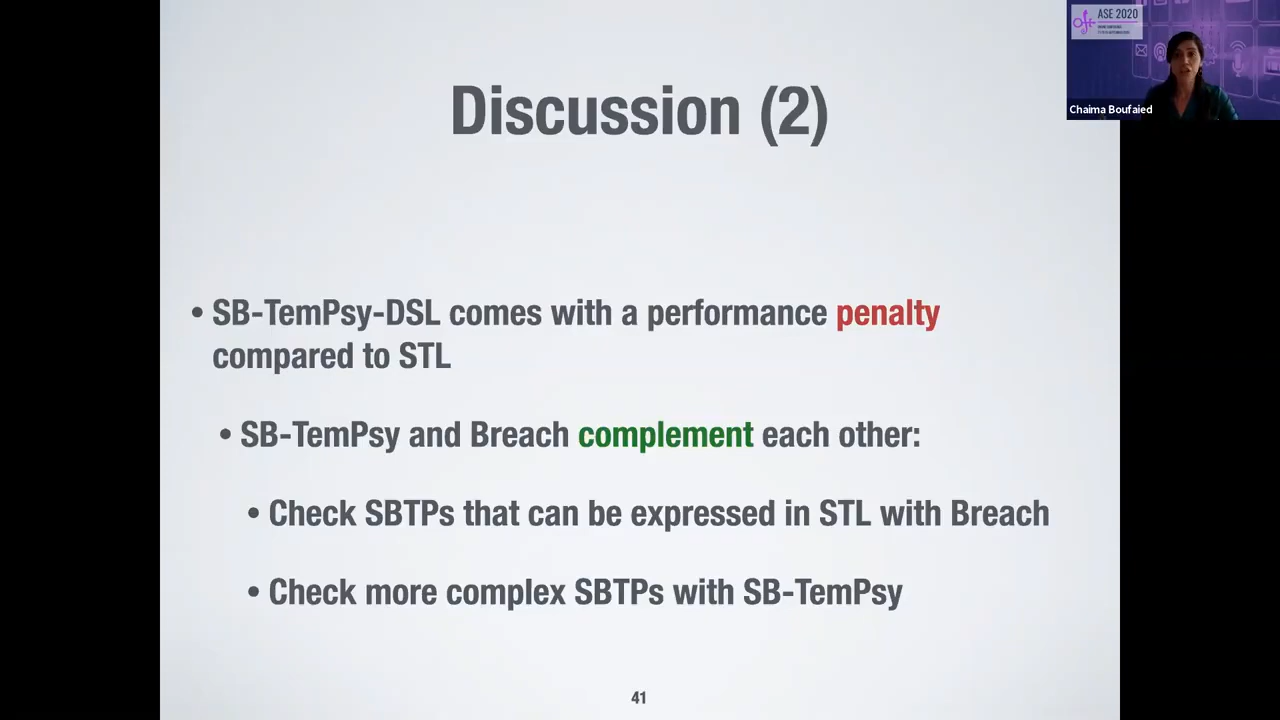 ASE 2020
Chaima Boufaied
Discussion (2)
• SB-TemPsy-DSL comes with a performance penalty
compared to STL
• SB-TemPsy and Breach complement each other:
• Check SBTPs that can be expressed in STL with Breach
• Check more complex SBTPs with SB-TemPsy
41